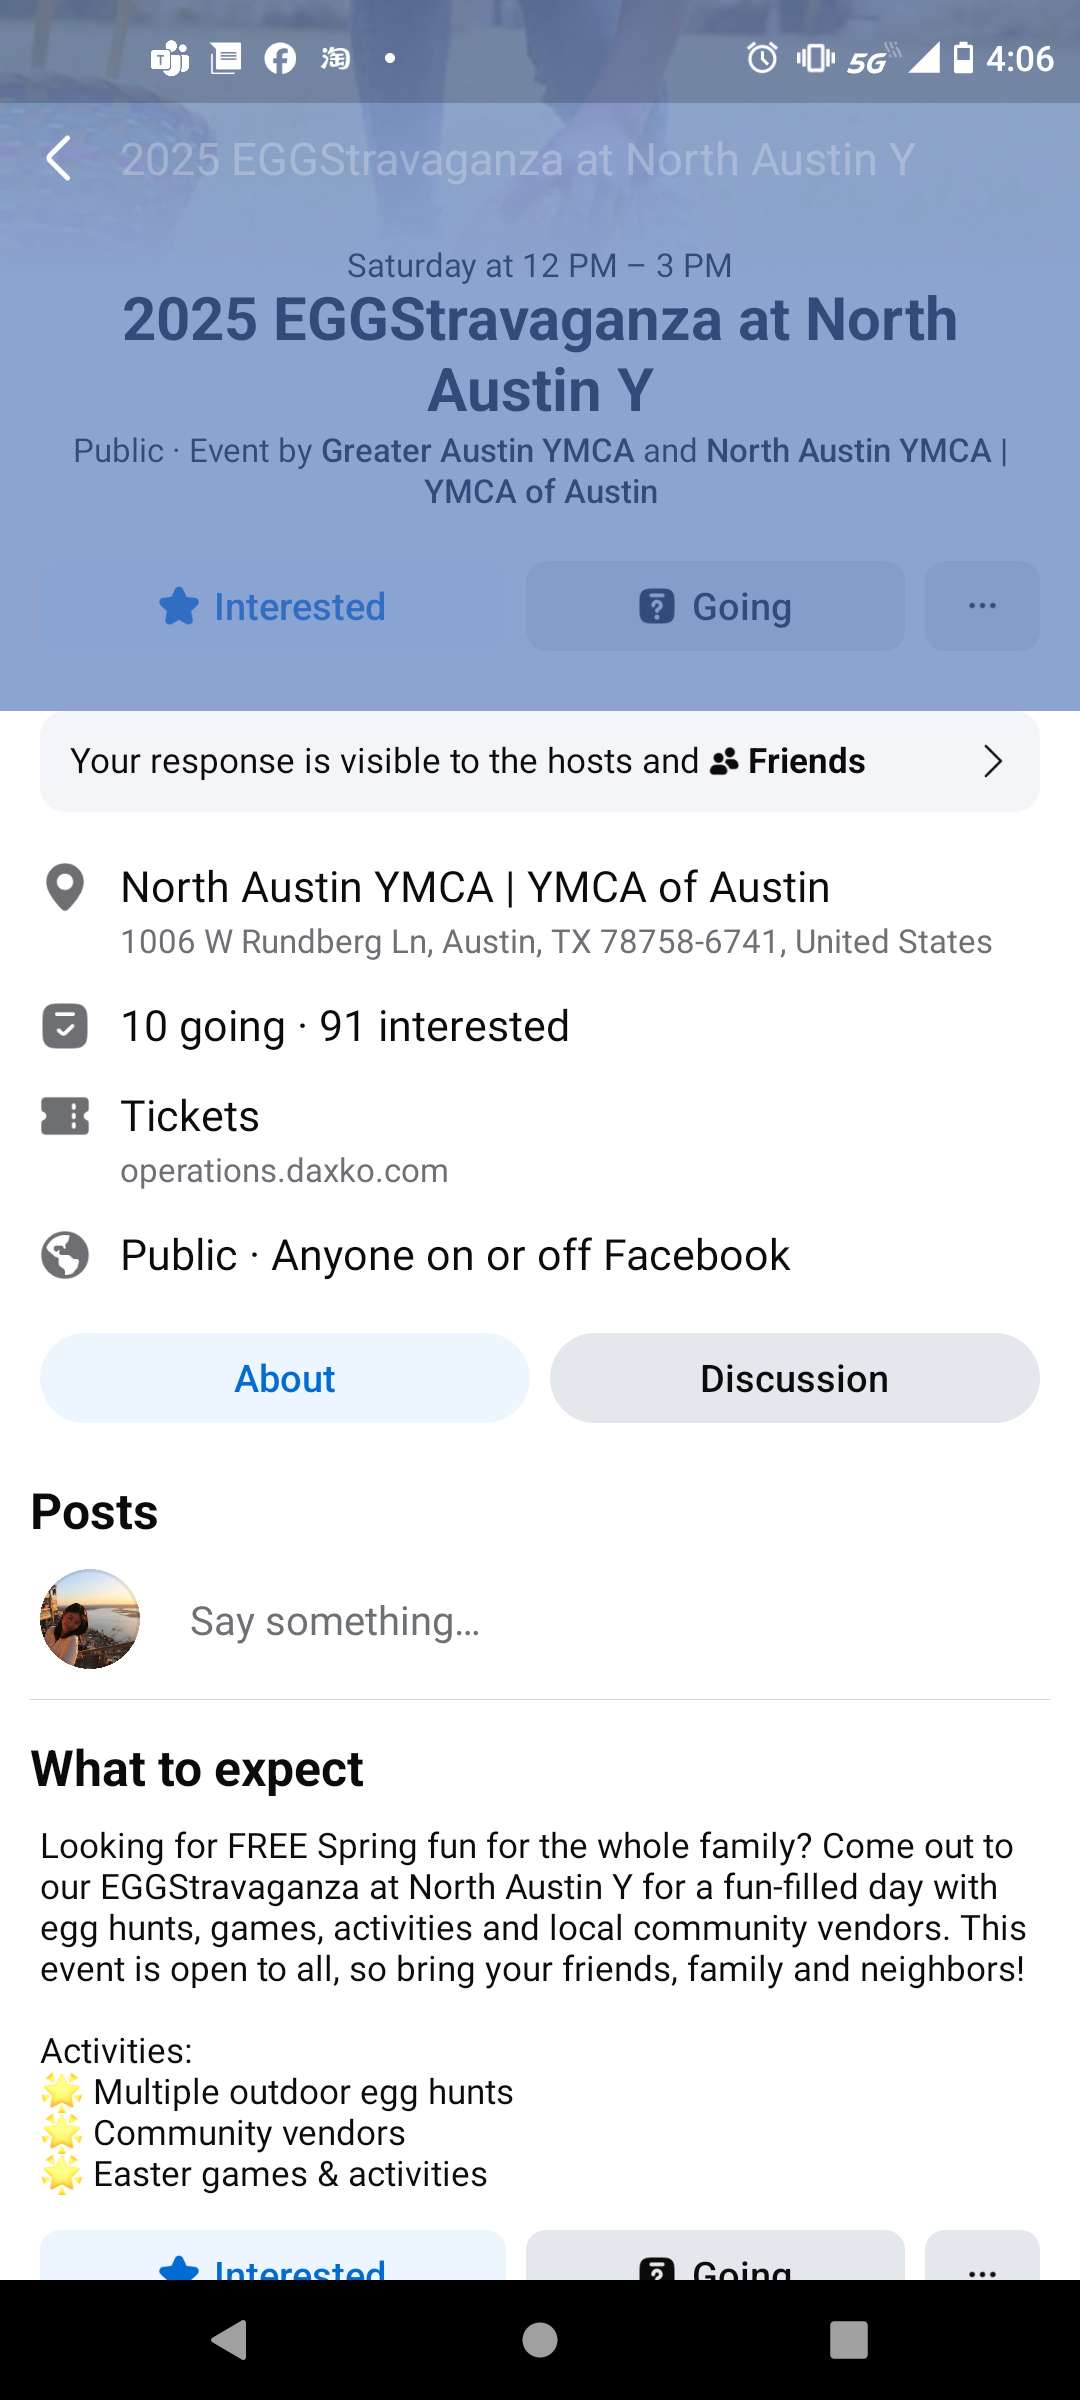 淘 5G 4:06
2025 EGGStravaganza at North Austin Y
Saturday at 12 PM – 3 PM
2025 EGGStravaganza at North
Austin Y
Public · Event by Greater Austin YMCA and North Austin YMCA |
YMCA of Austin
Interested Going ...
Your response is visible to the hosts and Friends
North Austin YMCA | YMCA of Austin
1006 W Rundberg Ln, Austin, TX 78758-6741, United States
10 going · 91 interested
Tickets
operations.daxko.com
Public · Anyone on or off Facebook
About Discussion
Posts
Say something...
What to expect
Looking for FREE Spring fun for the whole family? Come out to
our EGGStravaganza at North Austin Y for a fun-filled day with
egg hunts, games, activities and local community vendors. This
event is open to all, so bring your friends, family and neighbors!
Activities:
🌟 Multiple outdoor egg hunts
🌟 Community vendors
🌟 Easter games & activities
Interested Going ...